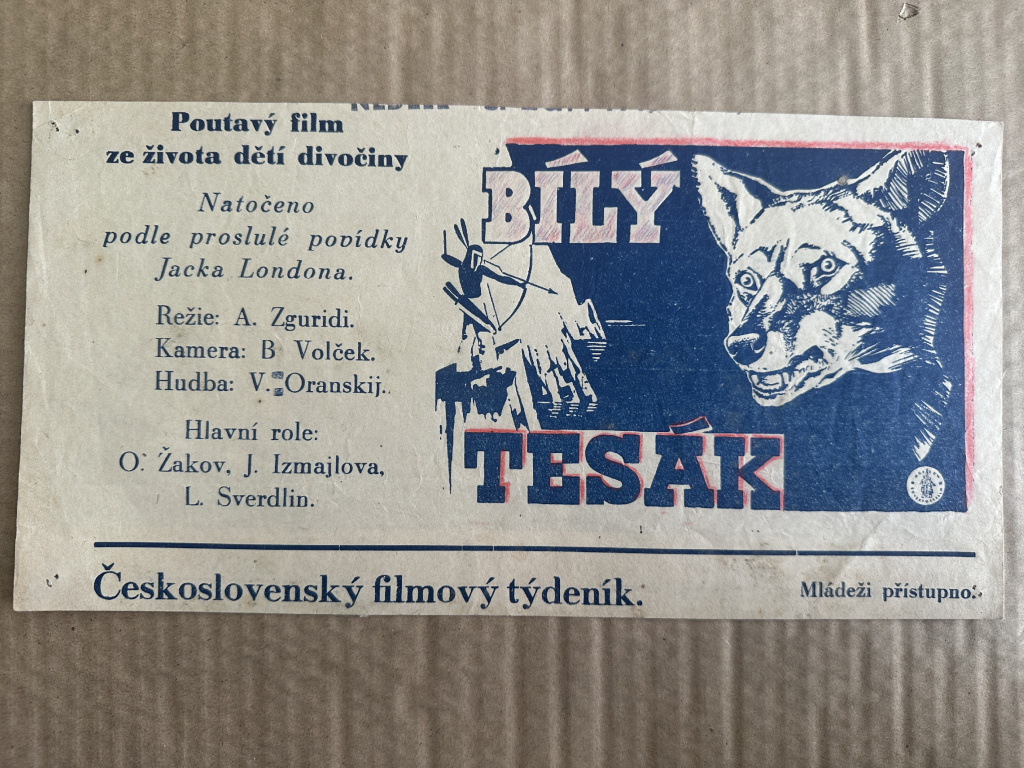 Poutavý film
ze života dětí divočiny
Natočeno
podle proslulé povídky
Jacka Londona.
Režie: A. Zguridi.
Kamera: B Volček.
Hudba: V. Oranskij.
Hlavní role:
O. Žakov, J. Izmajlova,
L. Sverdlin.
BÍLÝ
TESÁK
Československý filmový týdeník.
Mládeži přístupno.